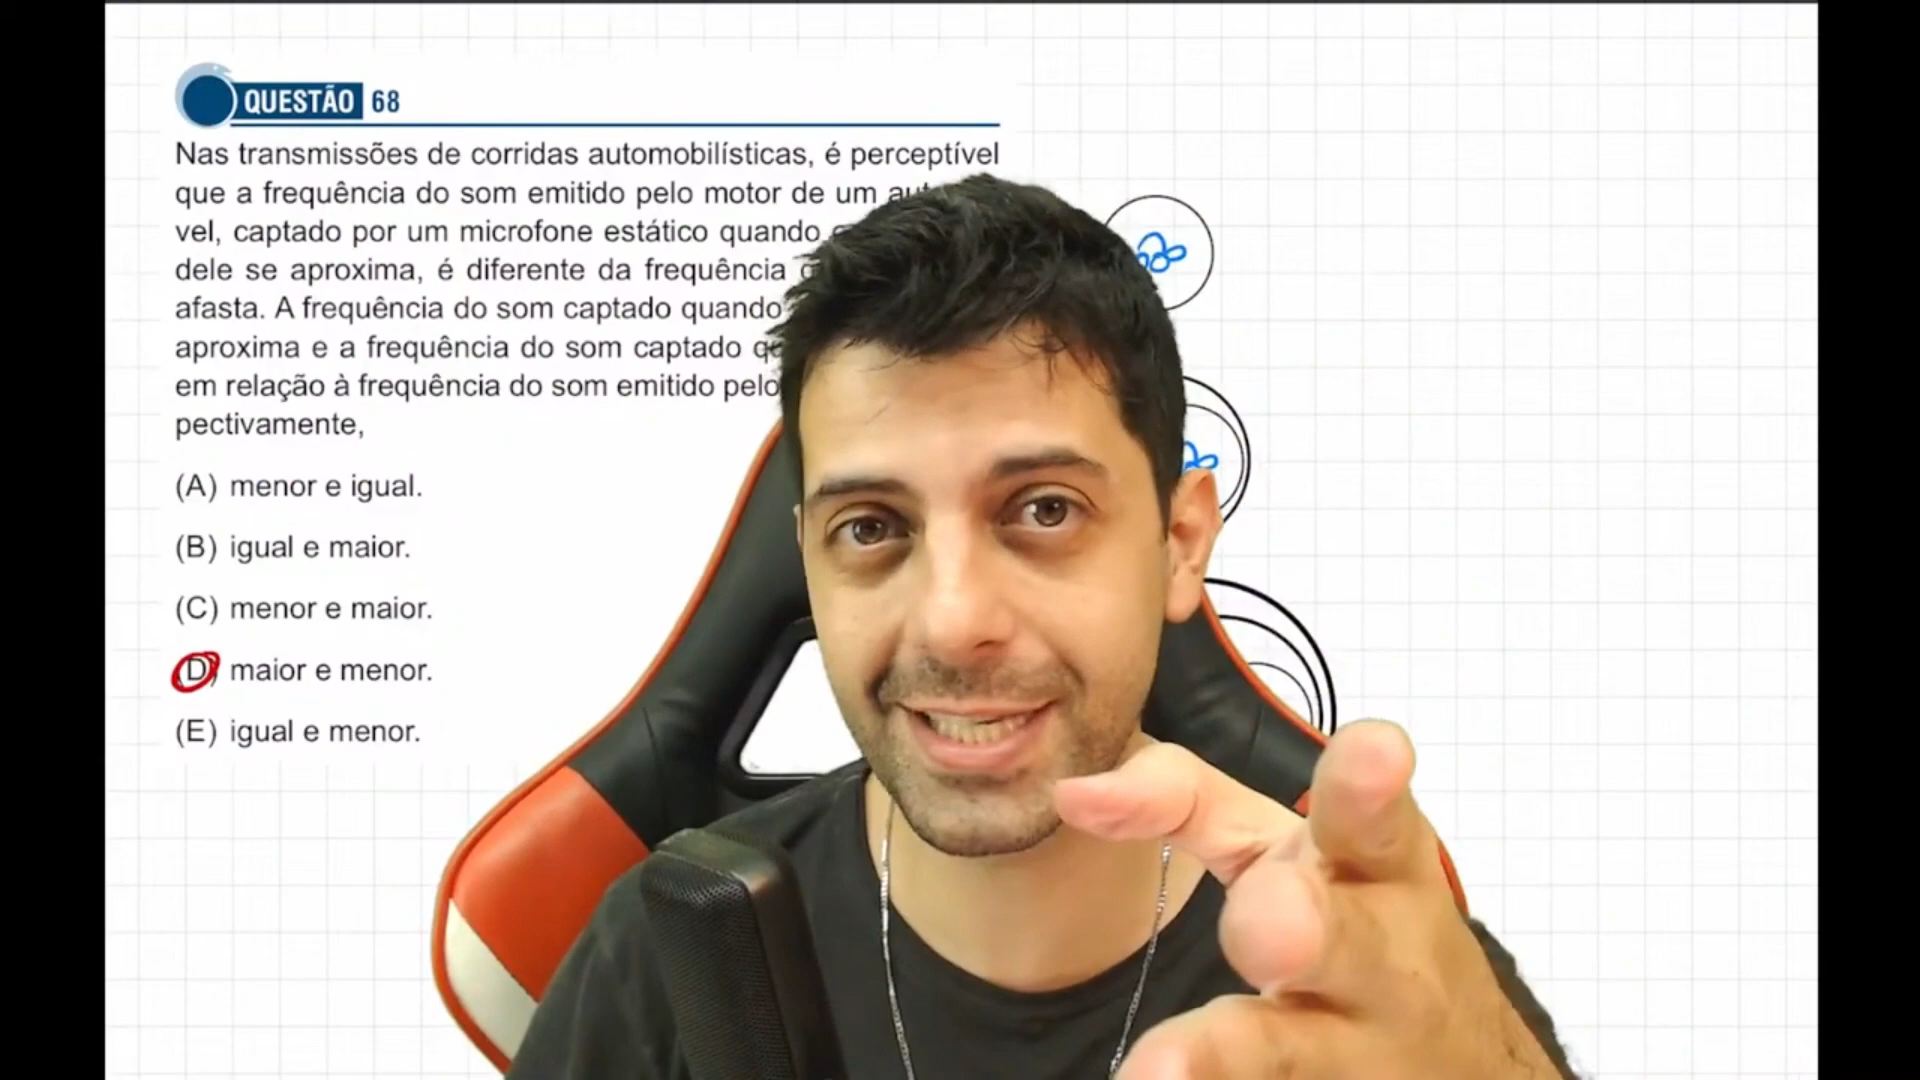 QUESTÃO 68
Nas transmissões de corridas automobilísticas, é perceptível
que a frequência do som emitido pelo motor de um
vel, captado por um microfone estático quando
dele se aproxima, é diferente da frequência
afasta. A frequência do som captado quando
aproxima e a frequência do som captado
em relação à frequência do som emitido pelo
pectivamente,
(A) menor e igual.
(B) igual e maior.
(C) menor e maior.
(D) maior e menor.
(E) igual e menor.